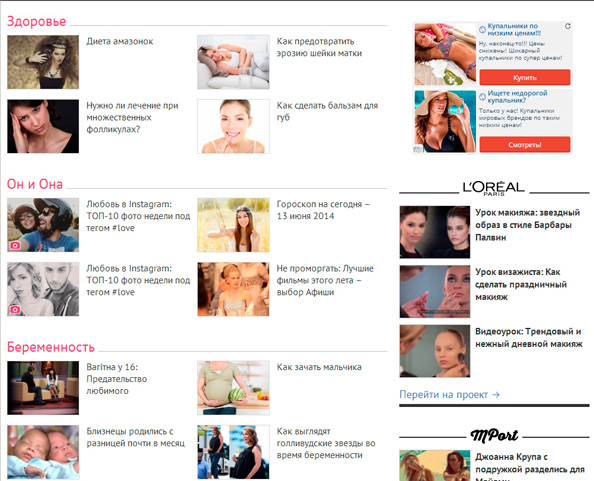 Здоровье
Диета амазонок
Как предотвратить
эрозию шейки матки
Нужно ли лечение при
множественных
фолликулах?
Как сделать бальзам для
губ
Он и Она
Любовь в Instagram:
ТОП-10 фото недели под
тегом #love
Гороскоп на сегодня –
13 июня 2014
Любовь в Instagram:
ТОП-10 фото недели под
тегом #love
Не проморгать: Лучшие
фильмы этого лета –
выбор Афиши
Беременность
Вагітна у 16:
Предательство
любимого
Как зачать мальчика
Близнецы родились с
разницей почти в месяц
Как выглядят
голливудские звезды во
время беременности
Купальники по
низким ценам!!!
Ну, наконец-то!!! Цены
снижены! Шикарный
купальники по супер ценам!
Купить
Ищете недорогой
купальник?
Только у нас! Купальники
мировых брендов по таким
низким ценам!
Смотреть!
L'ORÉAL
PARIS
Урок макияжа: звездный
образ в стиле Барбары
Палвин
Урок визажиста: Как
сделать праздничный
макияж
Видеоурок: Трендовый и
нежный дневной макияж
Перейти на проект →
MPort
Джоанна Крупа с
подружкой разделись для